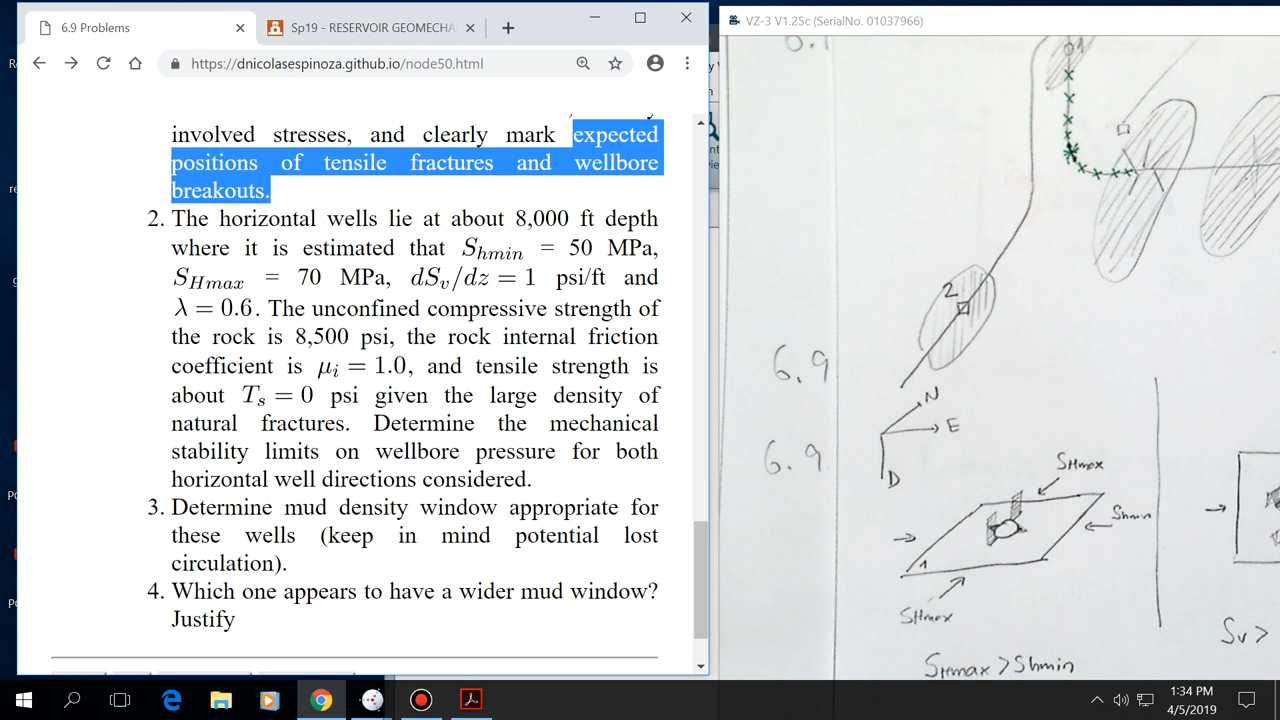 6.9 Problems
Sp19 - RESERVOIR GEOMECHA
https://dnicolasespinoza.github.io/node50.html
involved stresses, and clearly mark expected
positions of tensile fractures and wellbore
breakouts.
2. The horizontal wells lie at about 8,000 ft depth
where it is estimated that S_hmin = 50 MPa,
S_Hmax = 70 MPa, dS_v/dz = 1 psi/ft and
λ = 0.6. The unconfined compressive strength of
the rock is 8,500 psi, the rock internal friction
coefficient is μ_i = 1.0, and tensile strength is
about T_s = 0 psi given the large density of
natural fractures. Determine the mechanical
stability limits on wellbore pressure for both
horizontal well directions considered.
3. Determine mud density window appropriate for
these wells (keep in mind potential lost
circulation).
4. Which one appears to have a wider mud window?
Justify
VZ-3 V1.25c (SerialNo. 01037966)
2
6.9
N
E
D
6.9
SHmax
Shmin
1
SHmax
SHmax > Shmin
Sv >
1:34 PM
4/5/2019